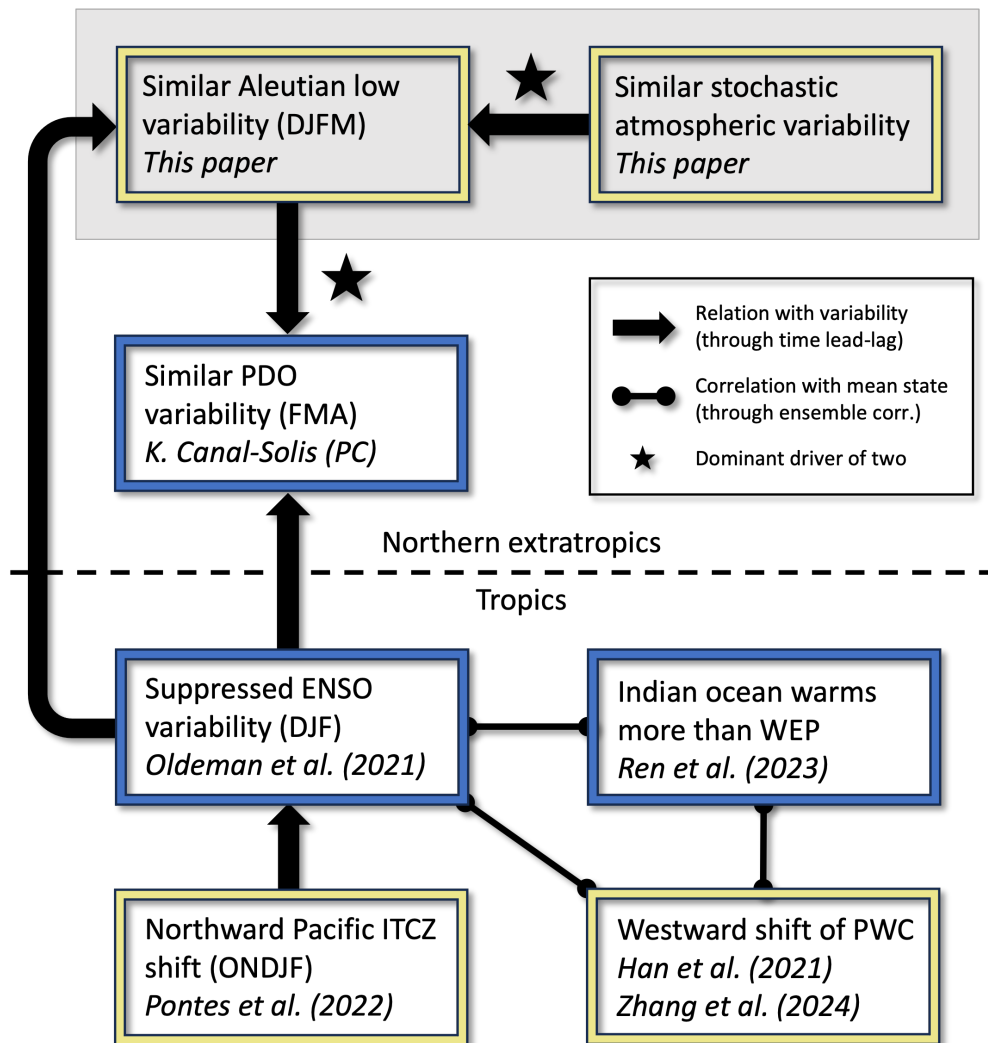 Similar Aleutian low
variability (DJFM)
This paper
Similar stochastic
atmospheric variability
This paper
Similar PDO
variability (FMA)
K. Canal-Solis (PC)
Relation with variability
(through time lead-lag)
Correlation with mean state
(through ensemble corr.)
Dominant driver of two
Northern extratropics
Tropics
Suppressed ENSO
variability (DJF)
Oldeman et al. (2021)
Indian ocean warms
more than WEP
Ren et al. (2023)
Northward Pacific ITCZ
shift (ONDJF)
Pontes et al. (2022)
Westward shift of PWC
Han et al. (2021)
Zhang et al. (2024)